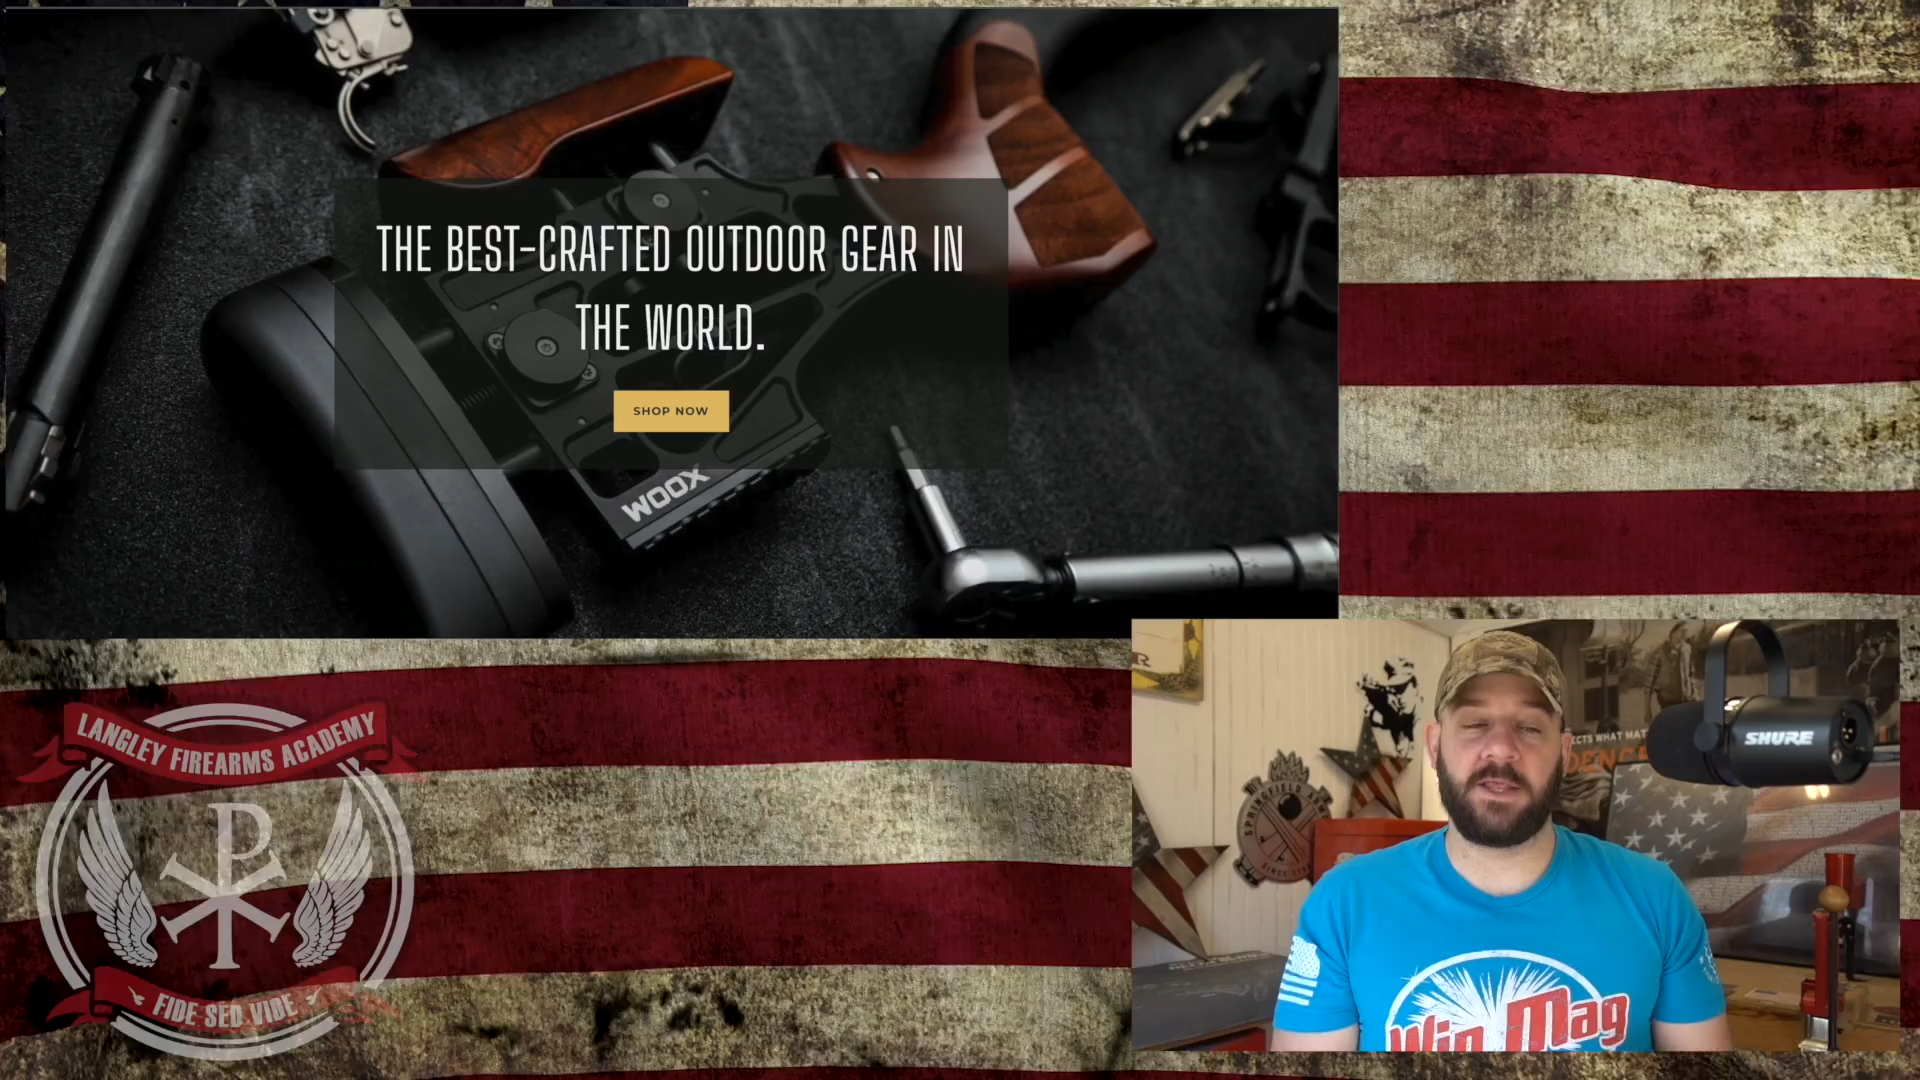 THE BEST-CRAFTED OUTDOOR GEAR IN
THE WORLD.
SHOP NOW
WOOX
LANGLEY FIREARMS ACADEMY
FIDE SED VIDE
SHURE
Win Mag